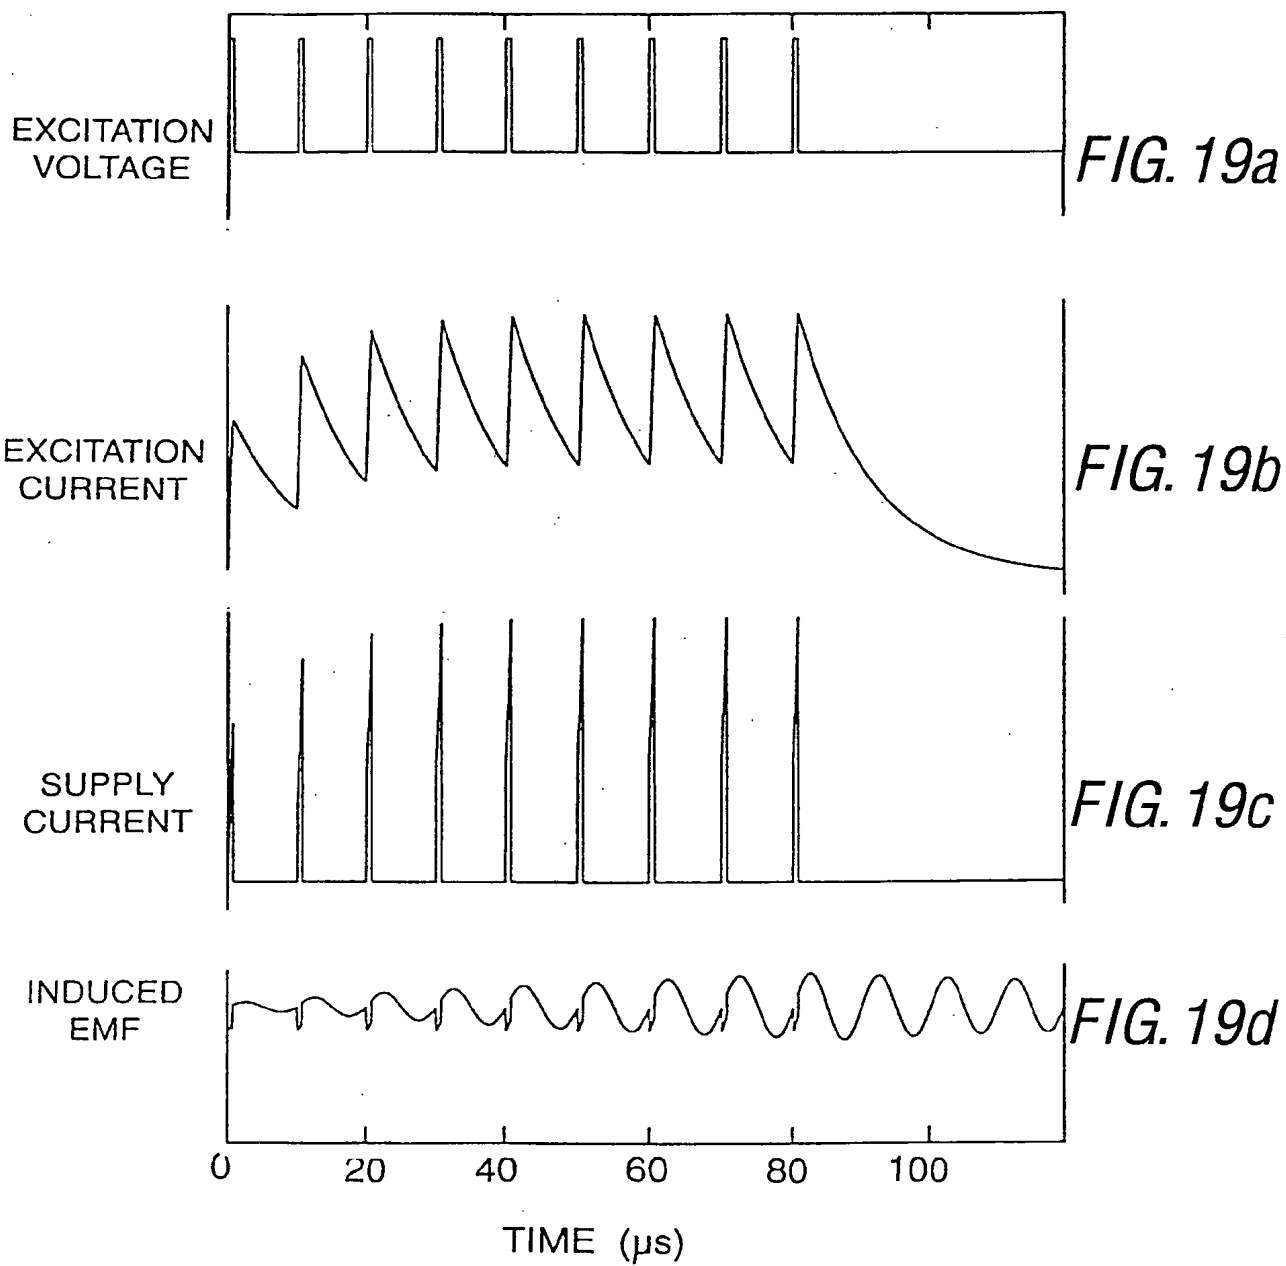 EXCITATION
VOLTAGE
FIG. 19a
EXCITATION
CURRENT
FIG. 19b
SUPPLY
CURRENT
FIG. 19c
INDUCED
EMF
FIG. 19d
0 20 40 60 80 100
TIME (µs)